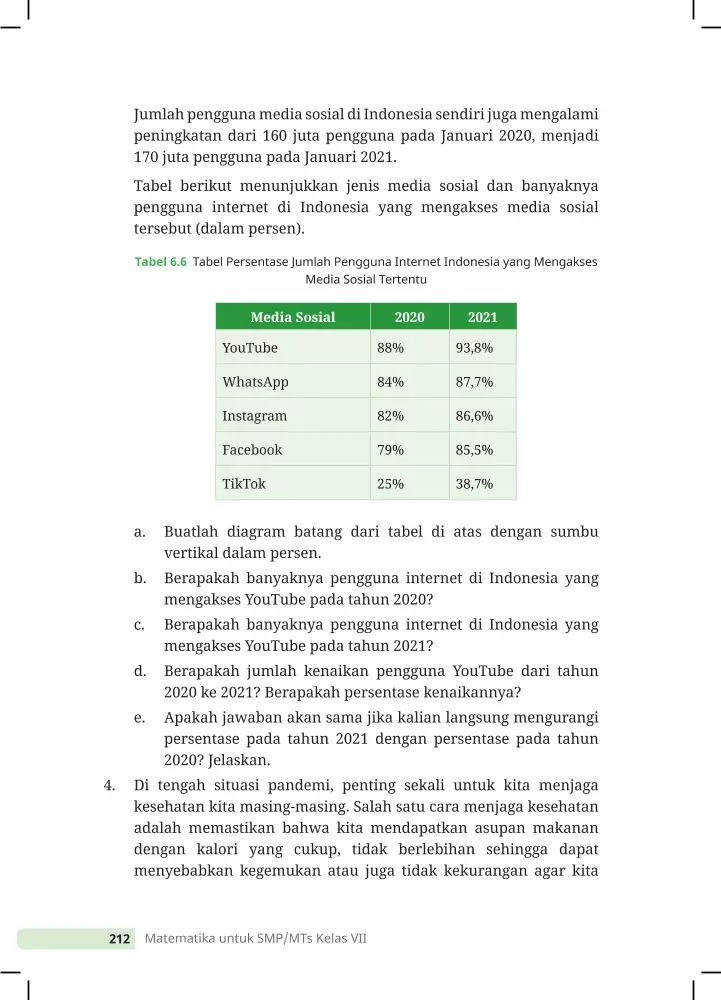 Jumlah pengguna media sosial di Indonesia sendiri juga mengalami
peningkatan dari 160 juta pengguna pada Januari 2020, menjadi
170 juta pengguna pada Januari 2021.
Tabel berikut menunjukkan jenis media sosial dan banyaknya
pengguna internet di Indonesia yang mengakses media sosial
tersebut (dalam persen).
Tabel 6.6 Tabel Persentase Jumlah Pengguna Internet Indonesia yang Mengakses
Media Sosial Tertentu
Media Sosial 2020 2021
YouTube 88% 93,8%
WhatsApp 84% 87,7%
Instagram 82% 86,6%
Facebook 79% 85,5%
TikTok 25% 38,7%
a. Buatlah diagram batang dari tabel di atas dengan sumbu
vertikal dalam persen.
b. Berapakah banyaknya pengguna internet di Indonesia yang
mengakses YouTube pada tahun 2020?
c. Berapakah banyaknya pengguna internet di Indonesia yang
mengakses YouTube pada tahun 2021?
d. Berapakah jumlah kenaikan pengguna YouTube dari tahun
2020 ke 2021? Berapakah persentase kenaikannya?
e. Apakah jawaban akan sama jika kalian langsung mengurangi
persentase pada tahun 2021 dengan persentase pada tahun
2020? Jelaskan.
4. Di tengah situasi pandemi, penting sekali untuk kita menjaga
kesehatan kita masing-masing. Salah satu cara menjaga kesehatan
adalah memastikan bahwa kita mendapatkan asupan makanan
dengan kalori yang cukup, tidak berlebihan sehingga dapat
menyebabkan kegemukan atau juga tidak kekurangan agar kita
212 Matematika untuk SMP/MTs Kelas VII